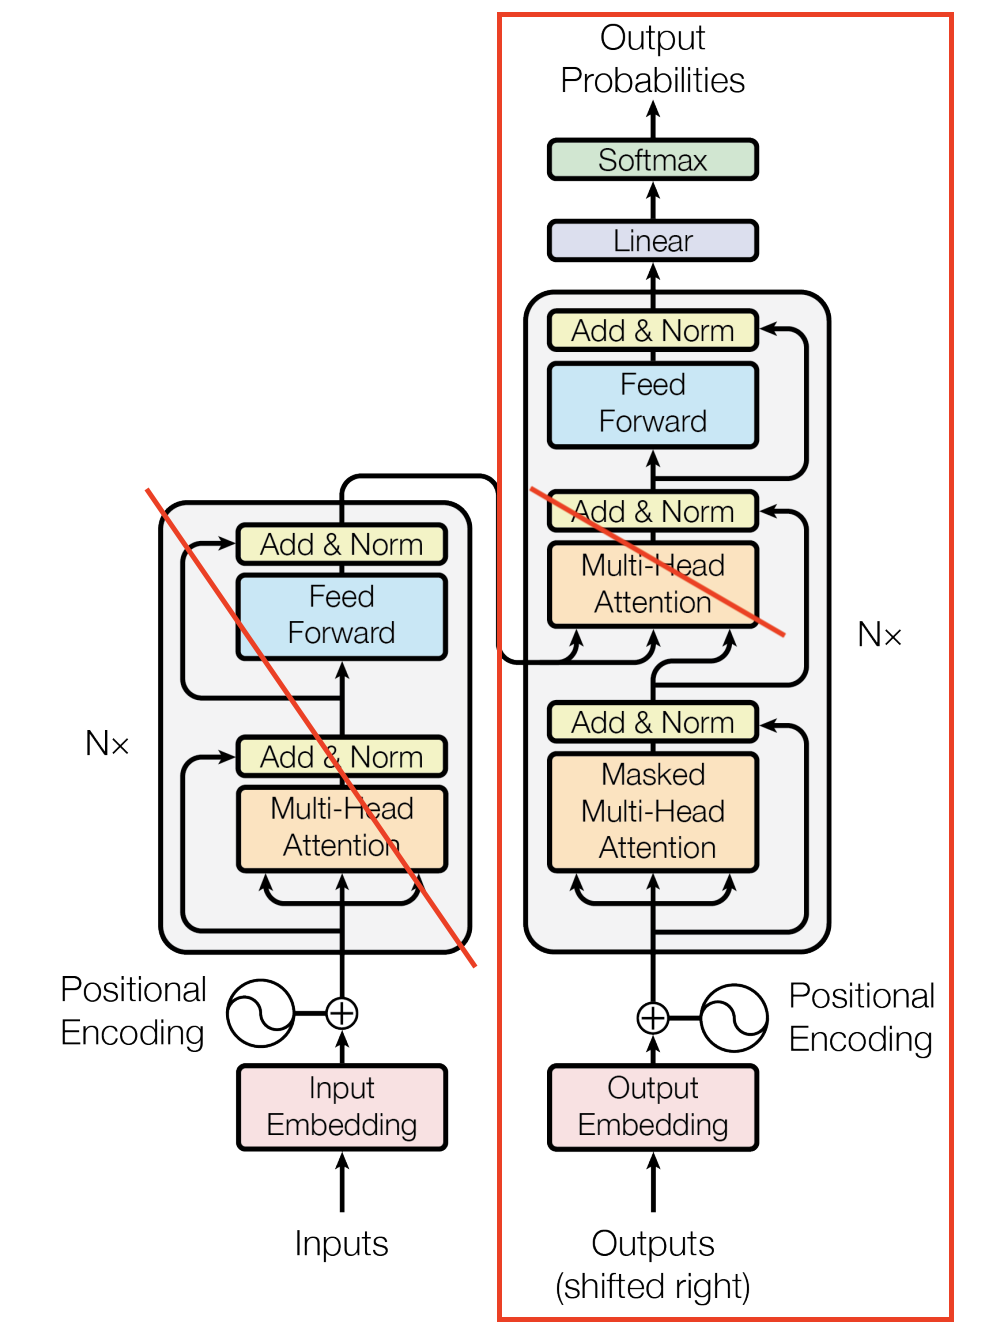 Output
Probabilities
Softmax
Linear
Add & Norm
Feed
Forward
Add & Norm
Multi-Head
Attention
N×
Add & Norm
Masked
Multi-Head
Attention
Positional
Encoding
Output
Embedding
Outputs
(shifted right)
Add & Norm
Feed
Forward
N×
Add & Norm
Multi-Head
Attention
Positional
Encoding
Input
Embedding
Inputs